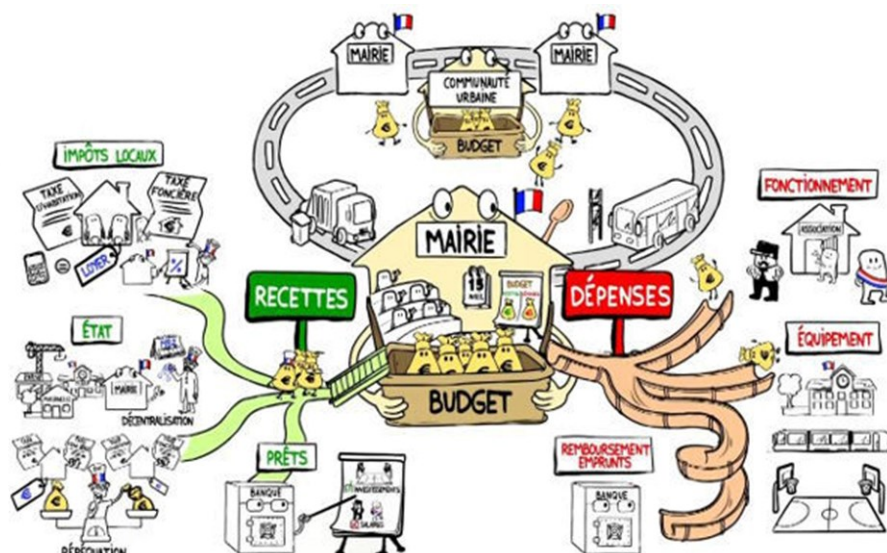 MAIRIE
MAIRIE
COMMUNAUTÉ
URBAINE
BUDGET
IMPÔTS LOCAUX
TAXE
D'HABITATION
TAXE
FONCIÈRE
LOYER
%
FONCTIONNEMENT
ASSOCIATION
MAIRIE
15
BUDGET
RECETTES
DÉPENSES
ÉTAT
MAIRIE
DÉCENTRALISATION
ÉQUIPEMENT
BUDGET
PRÊTS
BANQUE
INVESTISSEMENTS
SALAIRES
REMBOURSEMENT
EMPRUNTS
BANQUE
PÉRÉQUATION